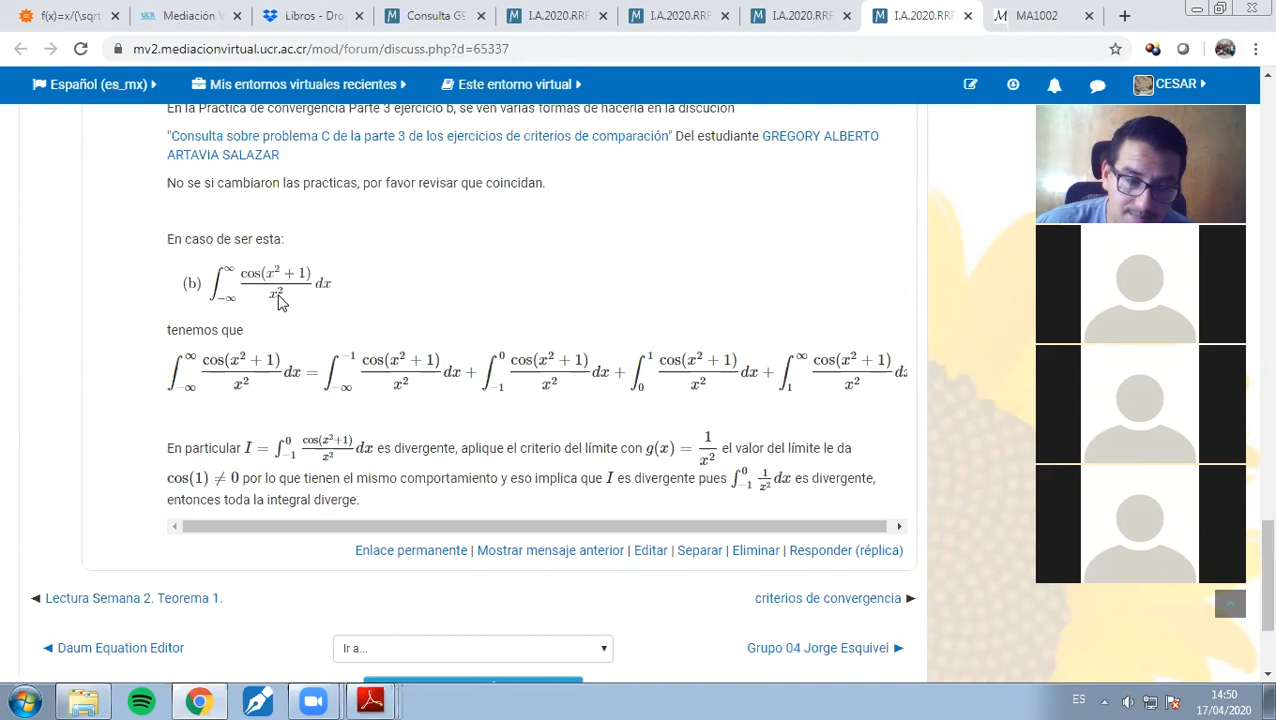 f(x)=x/(\sqrt
Mediación V
Libros - Dro
Consulta G9
I.A.2020.RRF
I.A.2020.RRF
I.A.2020.RRF
I.A.2020.RRF
MA1002
mv2.mediacionvirtual.ucr.ac.cr/mod/forum/discuss.php?d=65337
Español (es_mx)
Mis entornos virtuales recientes
Este entorno virtual
CESAR
En la Practica de convergencia Parte 3 ejercicio b, se ven varias formas de hacerla en la discución
"Consulta sobre problema C de la parte 3 de los ejercicios de criterios de comparación" Del estudiante GREGORY ALBERTO
ARTAVIA SALAZAR
No se si cambiaron las practicas, por favor revisar que coincidan.
En caso de ser esta:
(b) ∫_{-∞}^{∞} cos(x² + 1)/x² dx
tenemos que
∫_{-∞}^{∞} cos(x² + 1)/x² dx = ∫_{-∞}^{-1} cos(x² + 1)/x² dx + ∫_{-1}^{0} cos(x² + 1)/x² dx + ∫_{0}^{1} cos(x² + 1)/x² dx + ∫_{1}^{∞} cos(x² + 1)/x² d
En particular I = ∫_{-1}^{0} cos(x²+1)/x² dx es divergente, aplique el criterio del límite con g(x) = 1/x² el valor del límite le da
cos(1) ≠ 0 por lo que tienen el mismo comportamiento y eso implica que I es divergente pues ∫_{-1}^{0} 1/x² dx es divergente,
entonces toda la integral diverge.
Enlace permanente | Mostrar mensaje anterior | Editar | Separar | Eliminar | Responder (réplica)
◄ Lectura Semana 2. Teorema 1.
criterios de convergencia ►
◄ Daum Equation Editor
Ir a...
Grupo 04 Jorge Esquivel ►
ES
14:50
17/04/2020